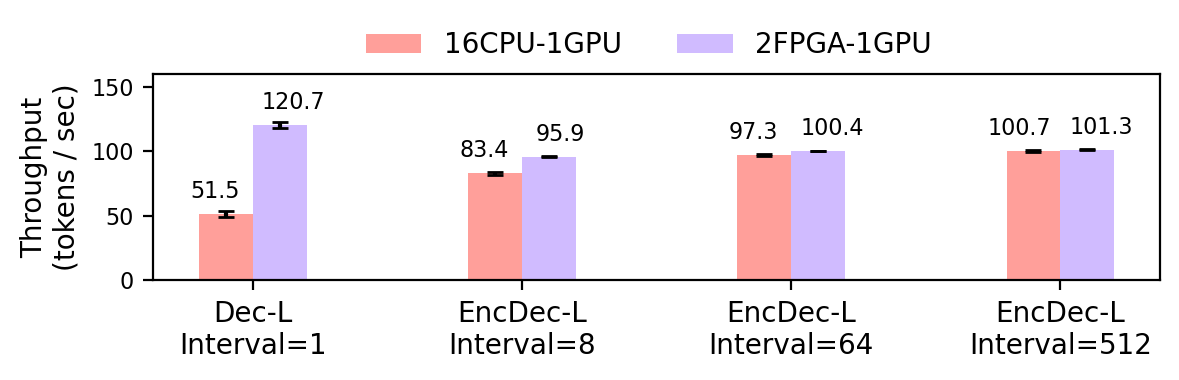 16CPU-1GPU 2FPGA-1GPU
Throughput
(tokens / sec)
150
100
50
0
51.5 120.7
83.4 95.9
97.3 100.4
100.7 101.3
Dec-L
Interval=1
EncDec-L
Interval=8
EncDec-L
Interval=64
EncDec-L
Interval=512